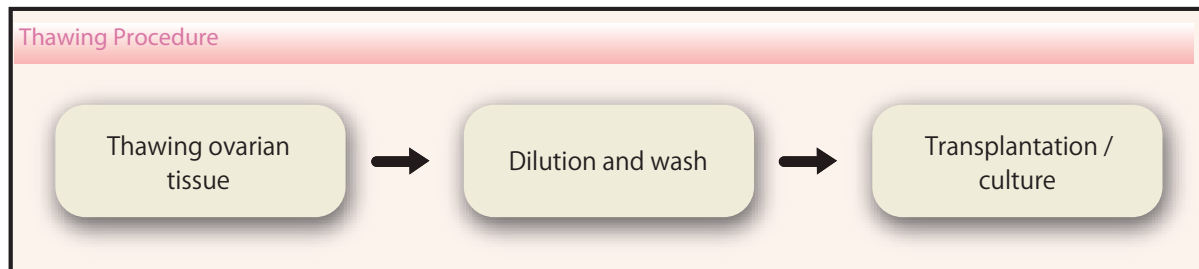 Thawing Procedure
Thawing ovarian
tissue
Dilution and wash
Transplantation /
culture